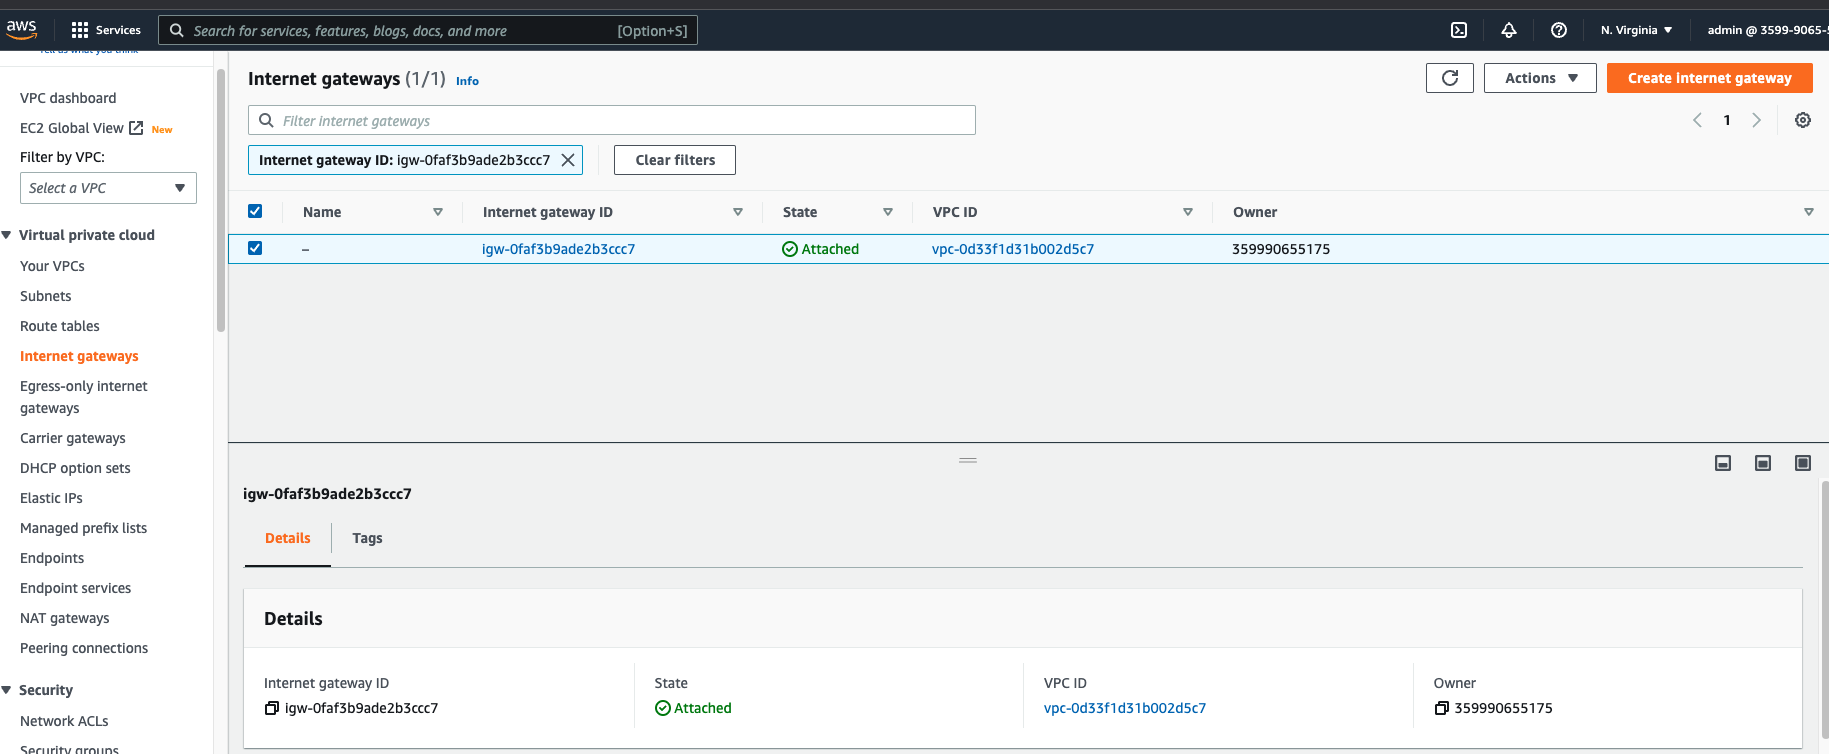 aws
Services
Search for services, features, blogs, docs, and more
[Option+S]
N. Virginia
admin @ 3599-9065-5
Tell us what you think
VPC dashboard
EC2 Global View
New
Filter by VPC:
Select a VPC
Virtual private cloud
Your VPCs
Subnets
Route tables
Internet gateways
Egress-only internet
gateways
Carrier gateways
DHCP option sets
Elastic IPs
Managed prefix lists
Endpoints
Endpoint services
NAT gateways
Peering connections
Security
Network ACLs
Security groups
Internet gateways (1/1) Info
Actions
Create internet gateway
Filter internet gateways
1
Internet gateway ID: igw-0faf3b9ade2b3ccc7
Clear filters
Name Internet gateway ID State VPC ID Owner
– igw-0faf3b9ade2b3ccc7 Attached vpc-0d33f1d31b002d5c7 359990655175
igw-0faf3b9ade2b3ccc7
Details Tags
Details
Internet gateway ID
igw-0faf3b9ade2b3ccc7
State
Attached
VPC ID
vpc-0d33f1d31b002d5c7
Owner
359990655175